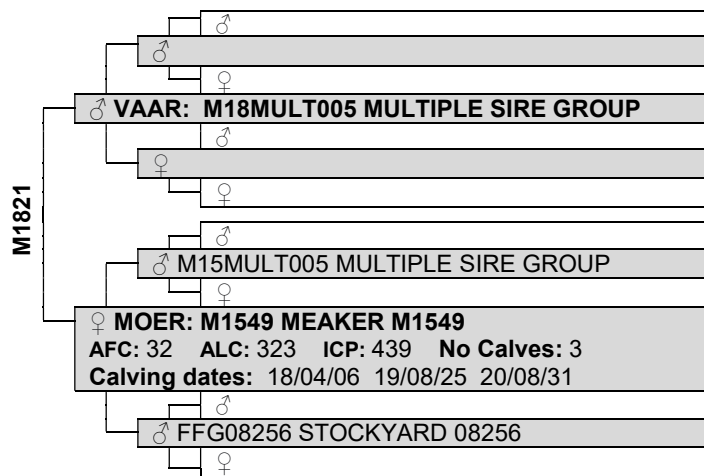 ♂
♂
♀
♂ VAAR: M18MULT005 MULTIPLE SIRE GROUP
♂
♀
♀
M1821
♂
♂ M15MULT005 MULTIPLE SIRE GROUP
♀
♀ MOER: M1549 MEAKER M1549
AFC: 32 ALC: 323 ICP: 439 No Calves: 3
Calving dates: 18/04/06 19/08/25 20/08/31
♂
♂ FFG08256 STOCKYARD 08256
♀